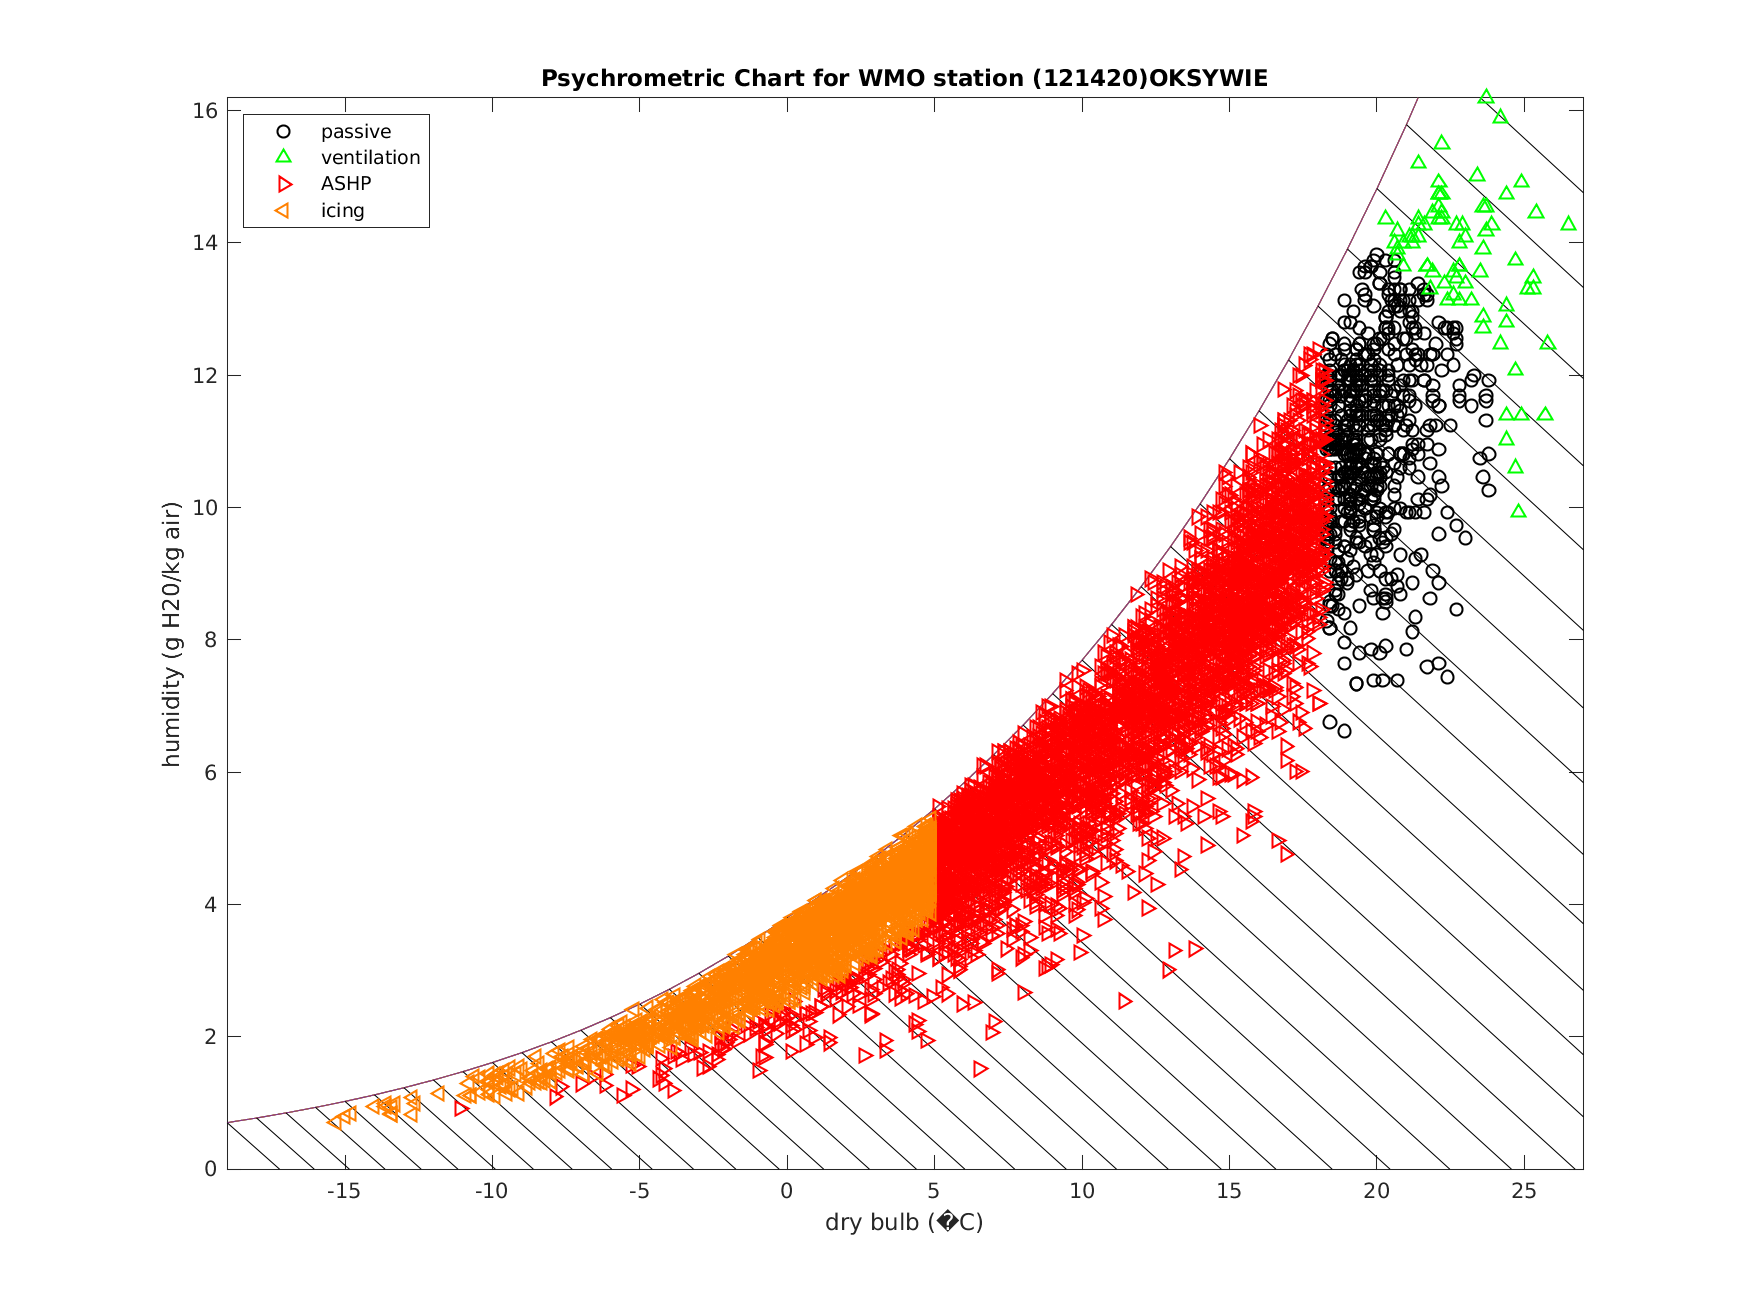 Psychrometric Chart for WMO station (121420)OKSYWIE
passive
ventilation
ASHP
icing
humidity (g H20/kg air)
16
14
12
10
8
6
4
2
0
-15 -10 -5 0 5 10 15 20 25
dry bulb (�C)